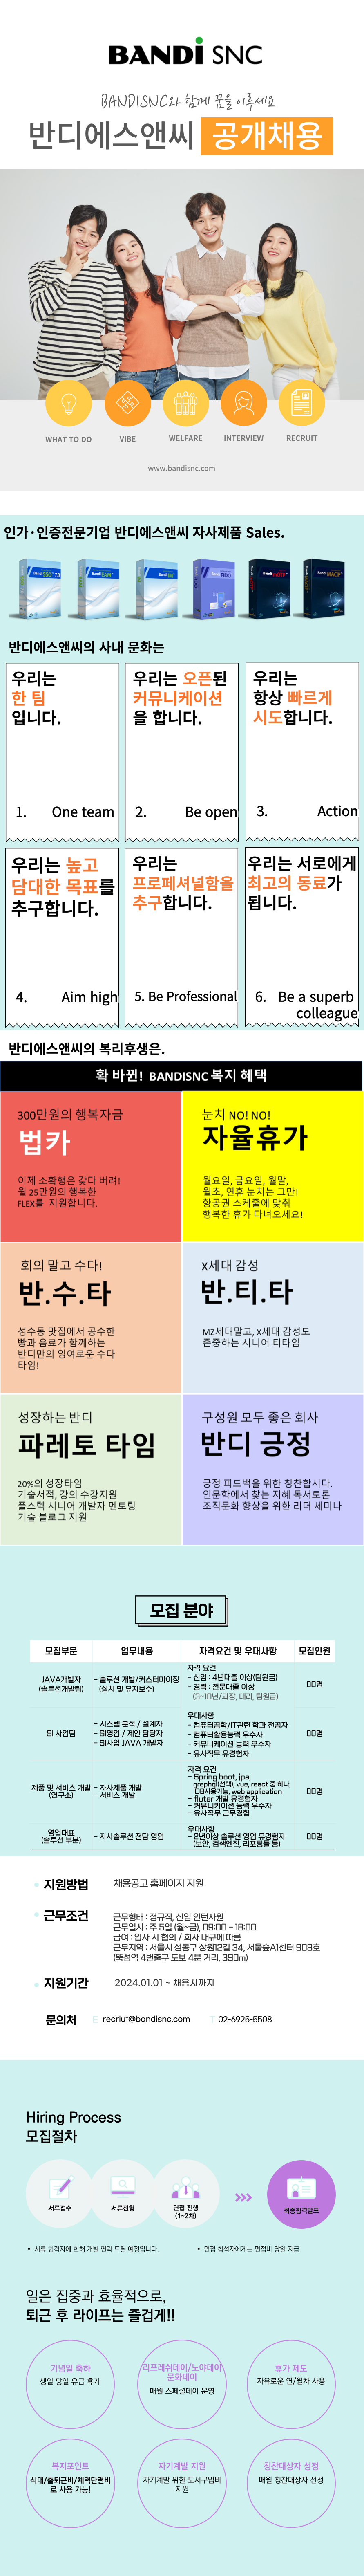 BANDi SNC
BANDISNC와 함께 꿈을 이루세요
반디에스앤씨 공개채용
WHAT TO DO
VIBE
WELFARE
INTERVIEW
RECRUIT
www.bandisnc.com
인가·인증전문기업 반디에스앤씨 자사제품 Sales.
반디에스앤씨의 사내 문화는
우리는
한 팀
입니다.
1. One team
우리는 오픈된
커뮤니케이션
을 합니다.
2. Be open
우리는
항상 빠르게
시도합니다.
3. Action
우리는 높고
담대한 목표를
추구합니다.
4. Aim high
우리는
프로페셔널함을
추구합니다.
5. Be Professional
우리는 서로에게
최고의 동료가
됩니다.
6. Be a superb
colleague
반디에스앤씨의 복리후생은.
확 바뀐! BANDISNC 복지 혜택
300만원의 행복자금
법카
이제 소확행은 갖다 버려!
월 25만원의 행복한
FLEX를 지원합니다.
눈치 NO! NO!
자율휴가
월요일, 금요일, 월말,
월초, 연휴 눈치는 그만!
항공권 스케줄에 맞춰
행복한 휴가 다녀오세요!
회의 말고 수다!
반.수.타
성수동 맛집에서 공수한
빵과 음료가 함께하는
반디만의 잉여로운 수다
타임!
X세대 감성
반.티.타
MZ세대말고, X세대 감성도
존중하는 시니어 티타임
성장하는 반디
파레토 타임
20%의 성장타임
기술서적, 강의 수강지원
풀스텍 시니어 개발자 멘토링
기술 블로그 지원
구성원 모두 좋은 회사
반디 긍정
긍정 피드백을 위한 칭찬합시다.
인문학에서 찾는 지혜 독서토론
조직문화 향상을 위한 리더 세미나
모집 분야
모집부문 업무내용 자격요건 및 우대사항 모집인원
JAVA개발자
(솔루션개발팀)
- 솔루션 개발/커스터마이징
(설치 및 유지보수)
자격 요건
- 신입 : 4년대졸 이상(팀원급)
- 경력 : 전문대졸 이상
(3~10년/과장, 대리, 팀원급)
00명
SI 사업팀
- 시스템 분석 / 설계자
- SI영업 / 제안 담당자
- SI사업 JAVA 개발자
우대사항
- 컴퓨터공학/IT관련 학과 전공자
- 컴퓨터활용능력 우수자
- 커뮤니케이션 능력 우수자
- 유사직무 유경험자
00명
제품 및 서비스 개발
(연구소)
- 자사제품 개발
- 서비스 개발
자격 요건
- Spring boot, jpa,
graphql(선택), vue, react 중 하나,
DB사용가능, web application
- fluter 개발 유경험자
- 커뮤니키이션 능력 우수자
- 유사직무 근무경험
00명
영업대표
(솔루션 부분)
- 자사솔루션 전담 영업
우대사항
- 2년이상 솔루션 영업 유경험자
(보안, 검색엔진, 리포팅툴 등)
00명
지원방법 채용공고 홈페이지 지원
근무조건
근무형태 : 정규직, 신입 인턴사원
근무일시 : 주 5일 (월~금), 09:00 - 18:00
급여 : 입사 시 협의 / 회사 내규에 따름
근무지역 : 서울시 성동구 상원12길 34, 서울숲A1센터 908호
(뚝섬역 4번출구 도보 4분 거리, 390m)
지원기간 2024.01.01 ~ 채용시까지
문의처 E recriut@bandisnc.com T 02-6925-5508
Hiring Process
모집절차
서류접수
서류전형
면접 진행
(1~2차)
최종합격발표
• 서류 합격자에 한해 개별 연락 드릴 예정입니다.
• 면접 참석자에게는 면접비 당일 지급
일은 집중과 효율적으로,
퇴근 후 라이프는 즐겁게!!
기념일 축하
생일 당일 유급 휴가
리프레쉬데이/노야데이
문화데이
매월 스페셜데이 운영
휴가 제도
자유로운 연/월차 사용
복지포인트
식대/출퇴근비/체력단련비
로 사용 가능!
자기계발 지원
자기계발 위한 도서구입비
지원
칭찬대상자 선정
매월 칭찬대상자 선정